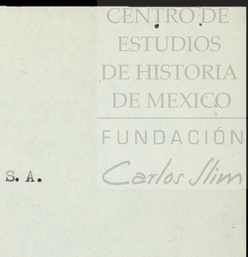 CENTRO DE
ESTUDIOS
DE HISTORIA
DE MEXICO
FUNDACIÓN
Carlos Slim
S. A.